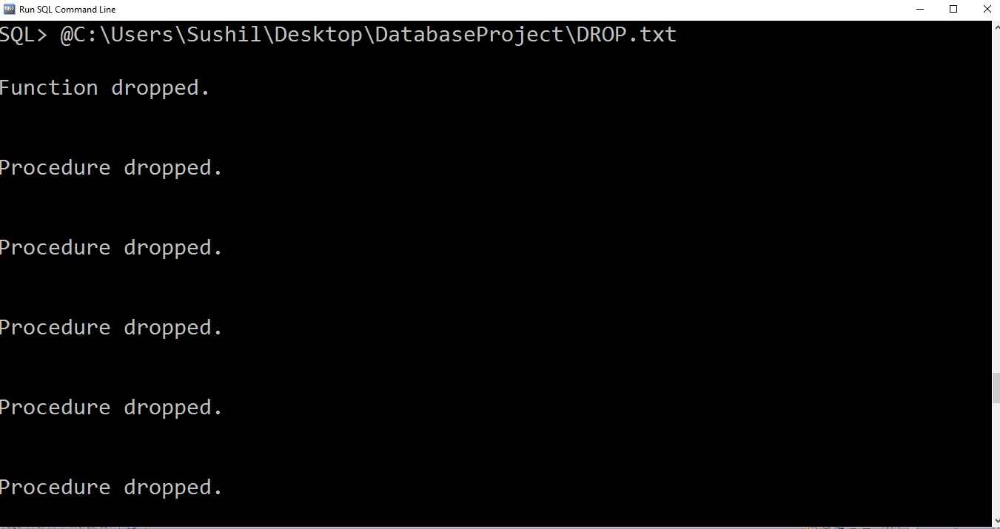 Run SQL Command Line
SQL> @C:\Users\Sushil\Desktop\DatabaseProject\DROP.txt
Function dropped.
Procedure dropped.
Procedure dropped.
Procedure dropped.
Procedure dropped.
Procedure dropped.